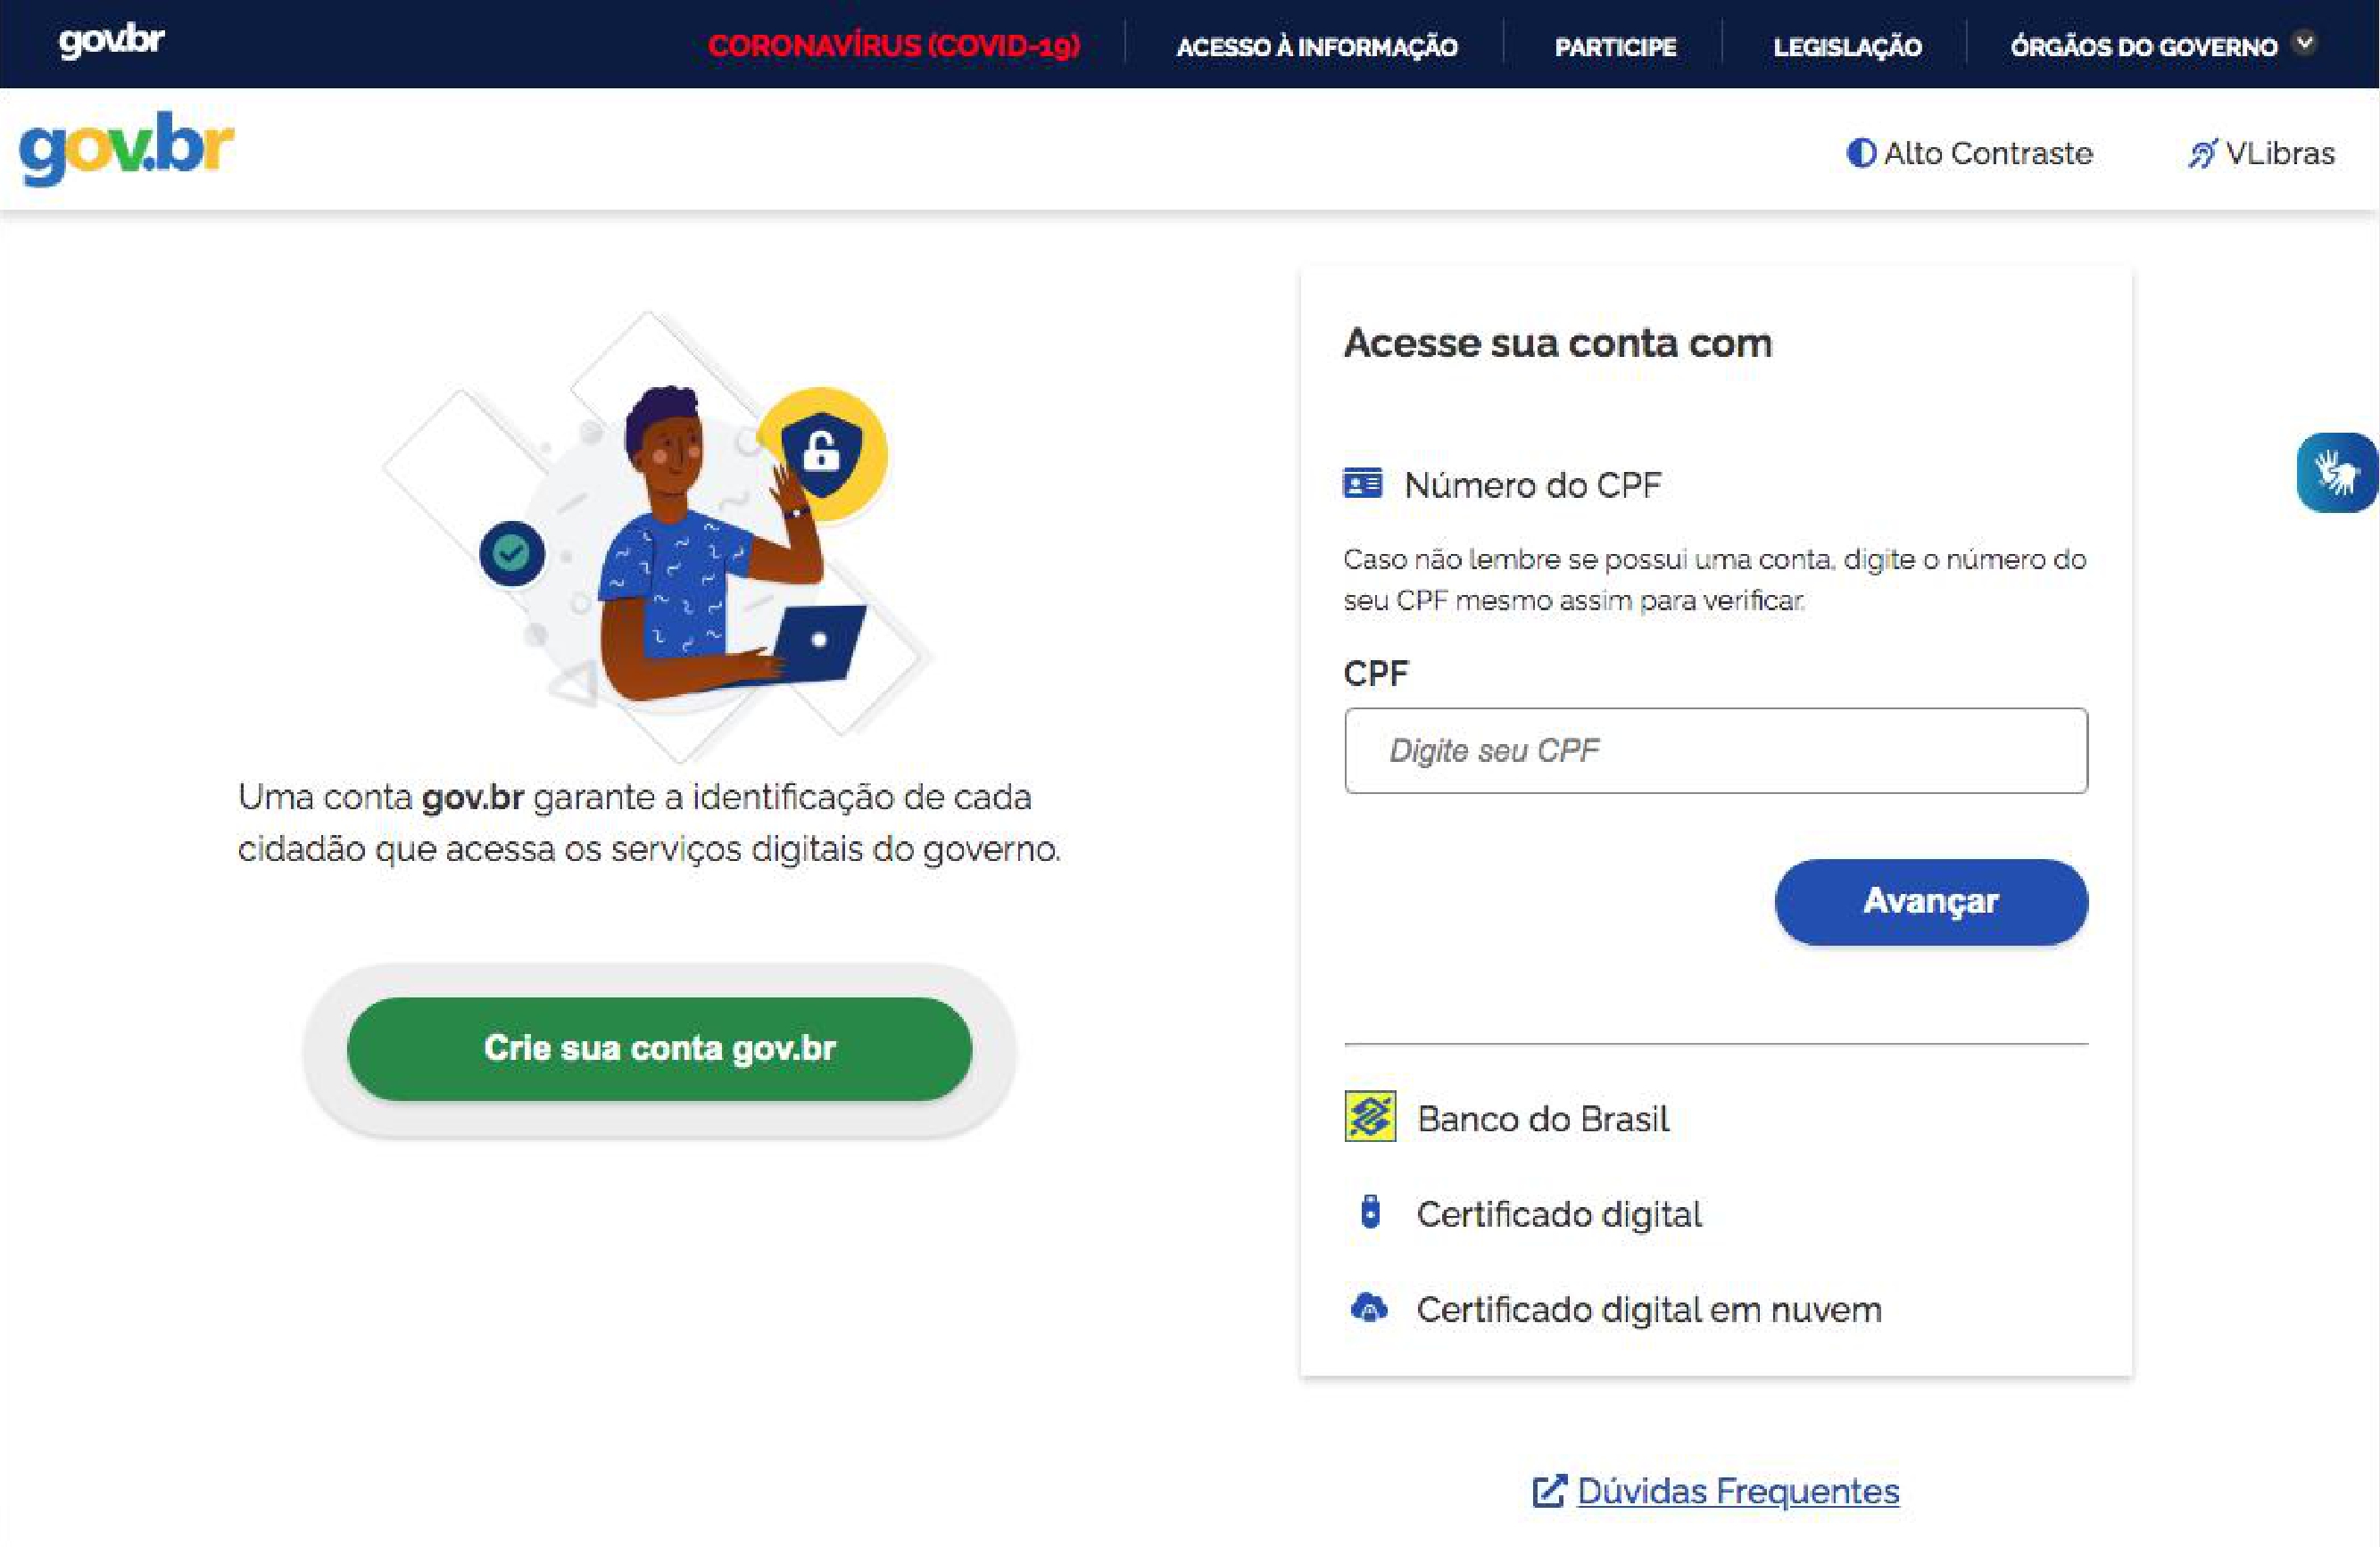 gov.br
CORONAVÍRUS (COVID-19)
ACESSO À INFORMAÇÃO
PARTICIPE
LEGISLAÇÃO
ÓRGÃOS DO GOVERNO
gov.br
Alto Contraste
VLibras
Uma conta gov.br garante a identificação de cada
cidadão que acessa os serviços digitais do governo.
Crie sua conta gov.br
Acesse sua conta com
Número do CPF
Caso não lembre se possui uma conta, digite o número do
seu CPF mesmo assim para verificar.
CPF
Digite seu CPF
Avançar
Banco do Brasil
Certificado digital
Certificado digital em nuvem
Dúvidas Frequentes